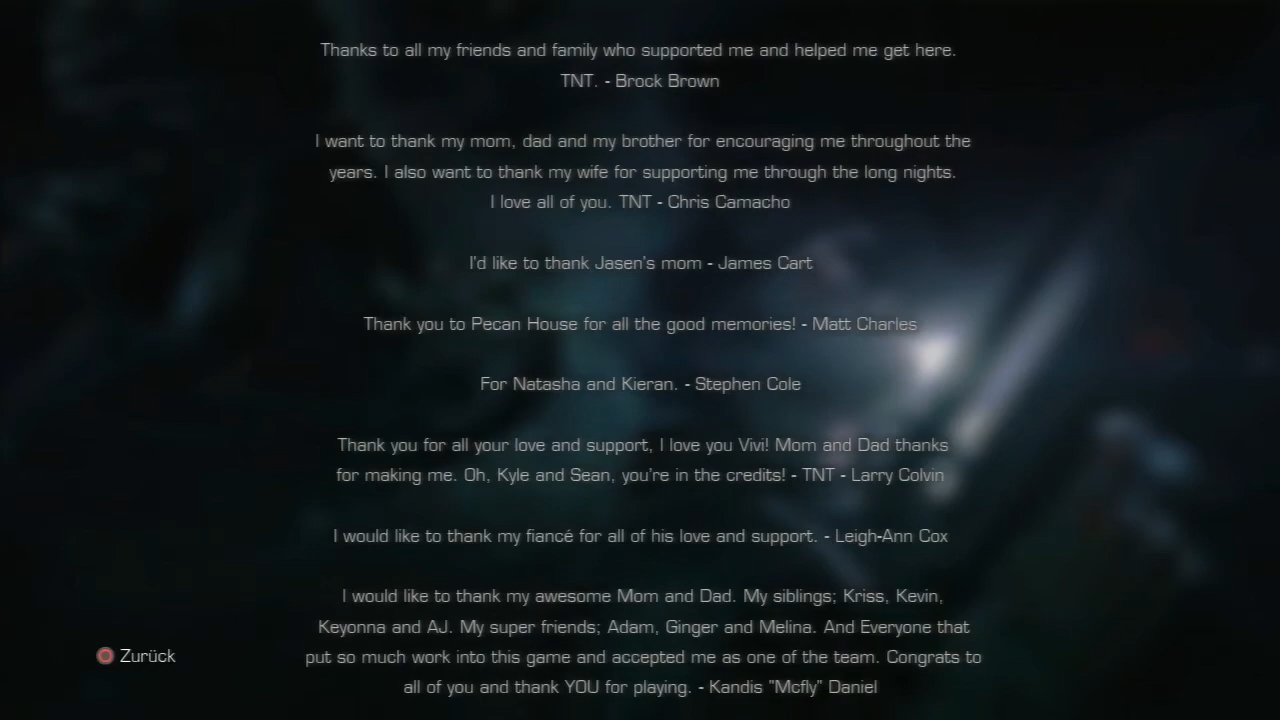 Thanks to all my friends and family who supported me and helped me get here.
TNT. - Brock Brown
I want to thank my mom, dad and my brother for encouraging me throughout the
years. I also want to thank my wife for supporting me through the long nights.
I love all of you. TNT - Chris Camacho
I'd like to thank Jasen's mom - James Cart
Thank you to Pecan House for all the good memories! - Matt Charles
For Natasha and Kieran. - Stephen Cole
Thank you for all your love and support, I love you Vivi! Mom and Dad thanks
for making me. Oh, Kyle and Sean, you're in the credits! - TNT - Larry Colvin
I would like to thank my fiancé for all of his love and support. - Leigh-Ann Cox
I would like to thank my awesome Mom and Dad. My siblings; Kriss, Kevin,
Keyonna and AJ. My super friends; Adam, Ginger and Melina. And Everyone that
put so much work into this game and accepted me as one of the team. Congrats to
all of you and thank YOU for playing. - Kandis "Mcfly" Daniel
Zurück